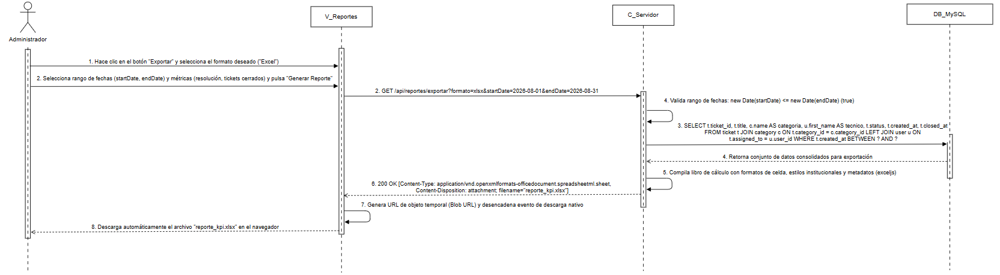 Administrador
V_Reportes
C_Servidor
DB_MySQL
1. Hace clic en el botón "Exportar" y selecciona el formato deseado ("Excel")
2. Selecciona rango de fechas (startDate, endDate) y métricas (resolución, tickets cerrados) y pulsa "Generar Reporte"
2. GET /api/reportes/exportar?formato=xlsx&startDate=2026-08-01&endDate=2026-08-31
4. Valida rango de fechas: new Date(startDate) <= new Date(endDate) (true)
3. SELECT t.ticket_id, t.title, c.name AS categoria, u.first_name AS tecnico, t.status, t.created_at, t.closed_at
FROM ticket t JOIN category c ON t.category_id = c.category_id LEFT JOIN user u ON
t.assigned_to = u.user_id WHERE t.created_at BETWEEN ? AND ?
4. Retorna conjunto de datos consolidados para exportación
5. Compila libro de cálculo con formatos de celda, estilos institucionales y metadatos (exceljs)
6. 200 OK [Content-Type: application/vnd.openxmlformats-officedocument.spreadsheetml.sheet,
Content-Disposition: attachment; filename="reporte_kpi.xlsx"]
7. Genera URL de objeto temporal (Blob URL) y desencadena evento de descarga nativo
8. Descarga automáticamente el archivo "reporte_kpi.xlsx" en el navegador